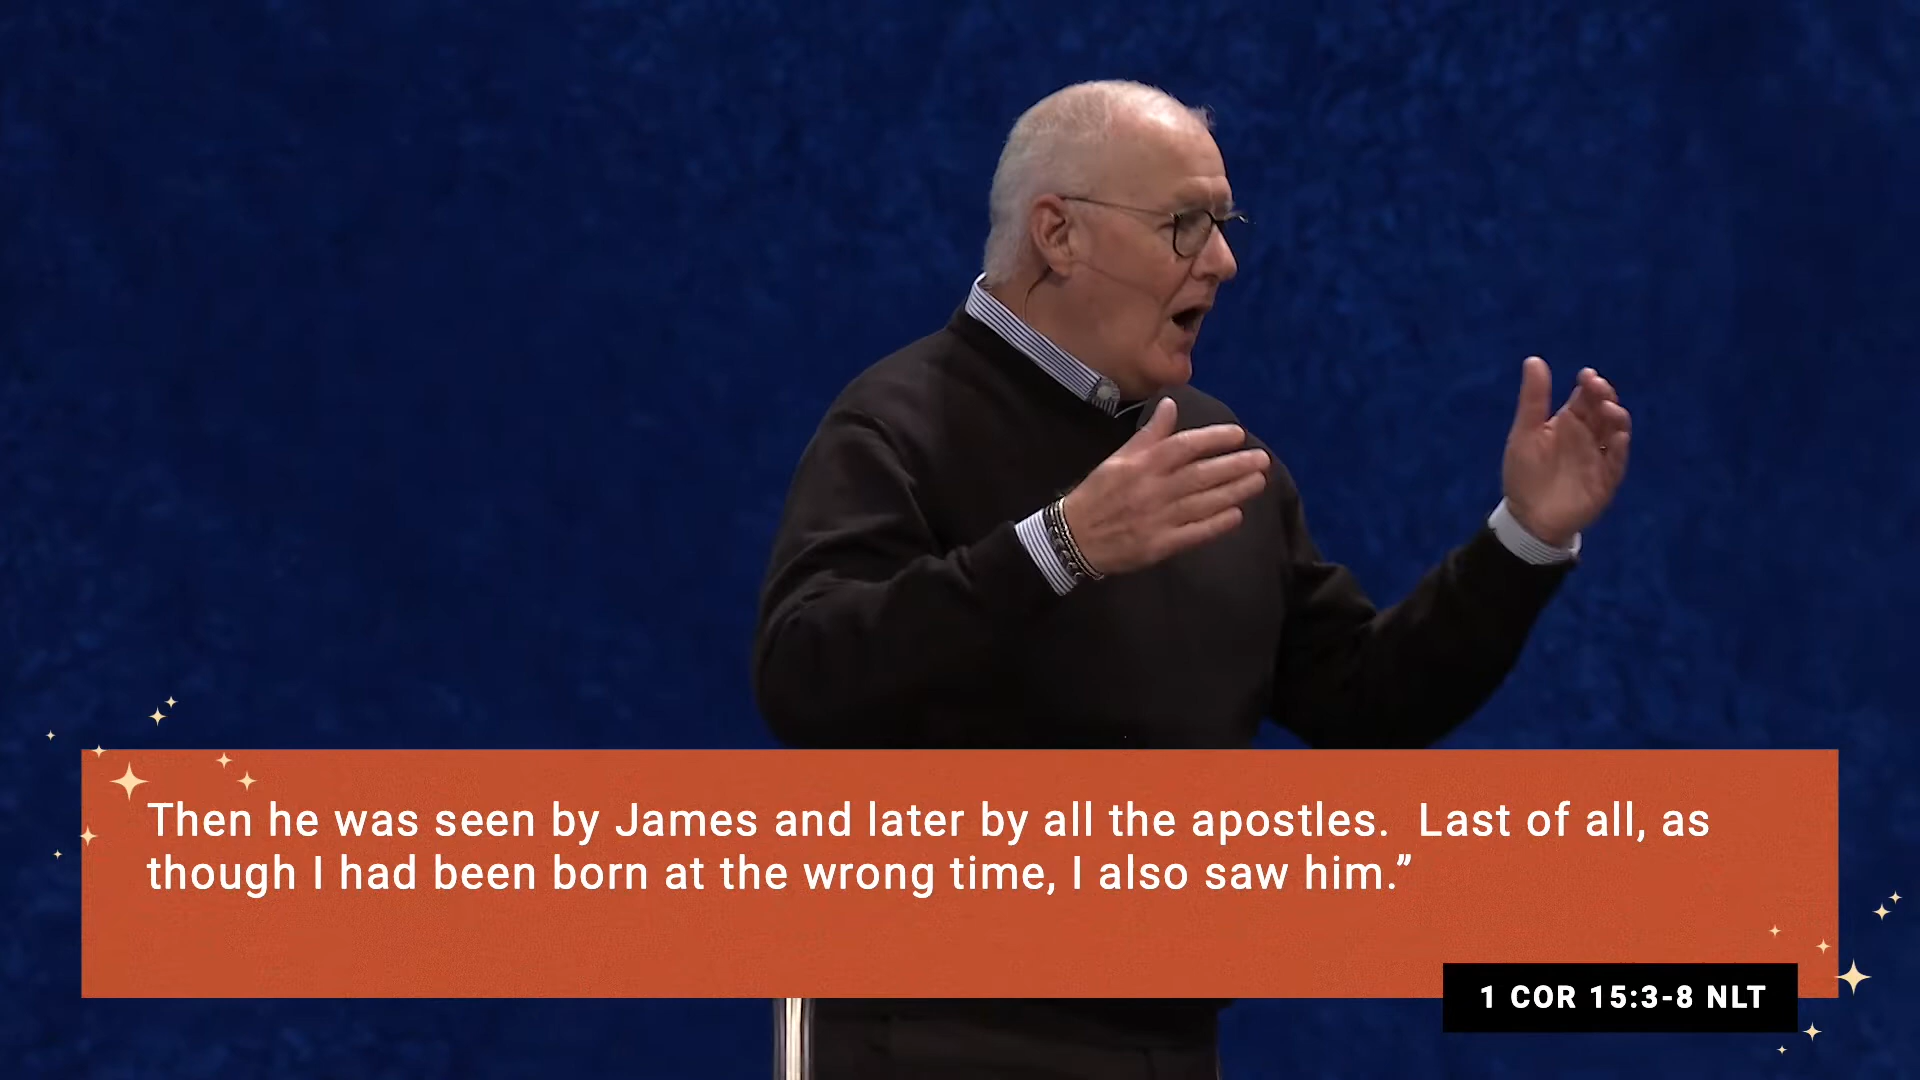 Then he was seen by James and later by all the apostles.  Last of all, as
though I had been born at the wrong time, I also saw him.”
1 COR 15:3-8 NLT